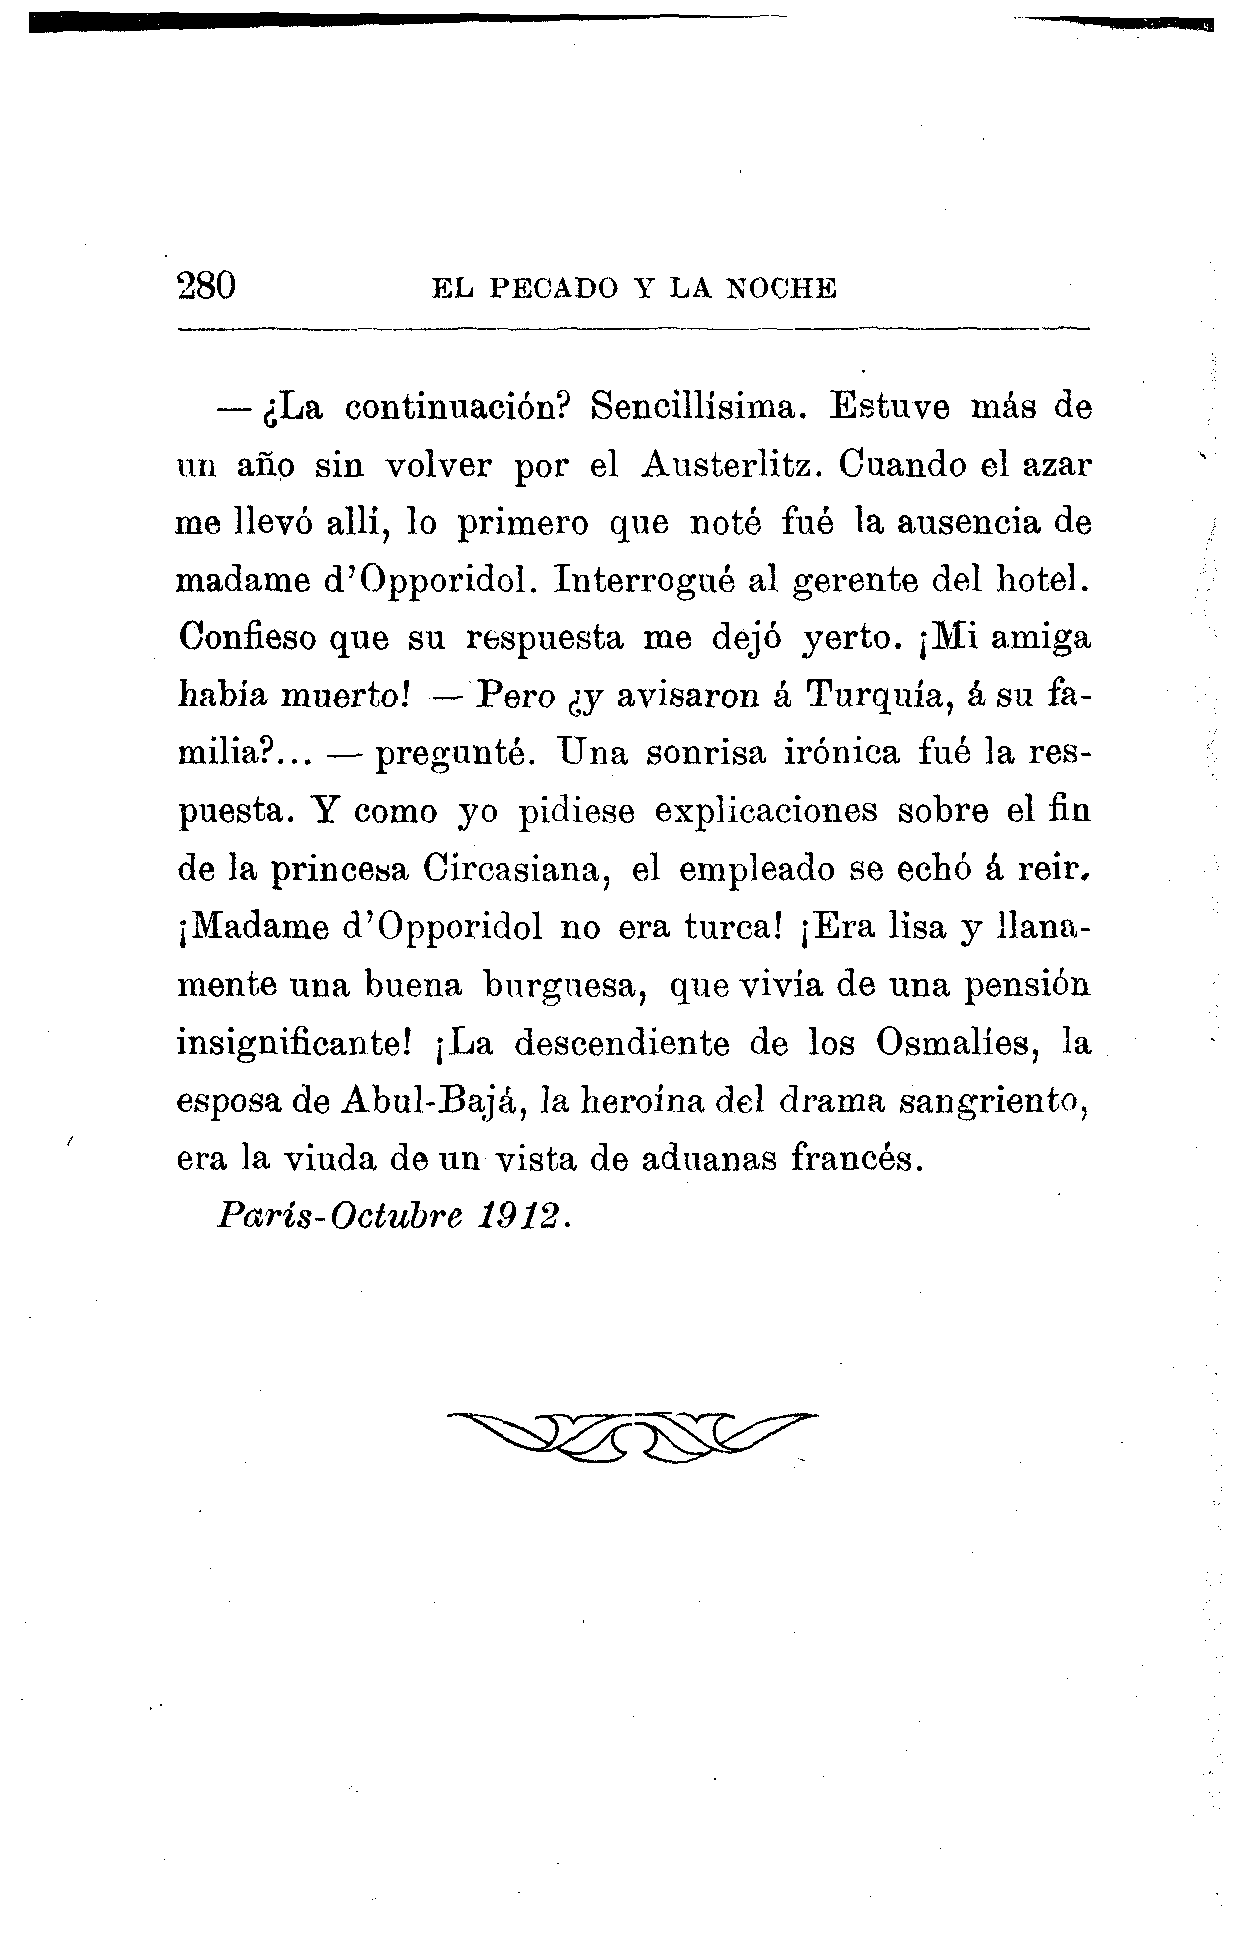 280 EL PECADO Y LA NOCHE
— ¿La continuación? Sencillísima. Estuve más de
un año sin volver por el Austerlitz. Cuando el azar
me llevó allí, lo primero que noté fué la ausencia de
madame d'Opporidol. Interrogué al gerente del hotel.
Confieso que su respuesta me dejó yerto. ¡Mi amiga
había muerto! — Pero ¿y avisaron á Turquía, á su fa-
milia?... — pregunté. Una sonrisa irónica fué la res-
puesta. Y como yo pidiese explicaciones sobre el fin
de la princesa Circasiana, el empleado se echó á reir.
¡Madame d'Opporidol no era turca! ¡Era lisa y llana-
mente una buena burguesa, que vivía de una pensión
insignificante! ¡La descendiente de los Osmalíes, la
esposa de Abul-Bajá, la heroína del drama sangriento,
era la viuda de un vista de aduanas francés.
París-Octubre 1912.